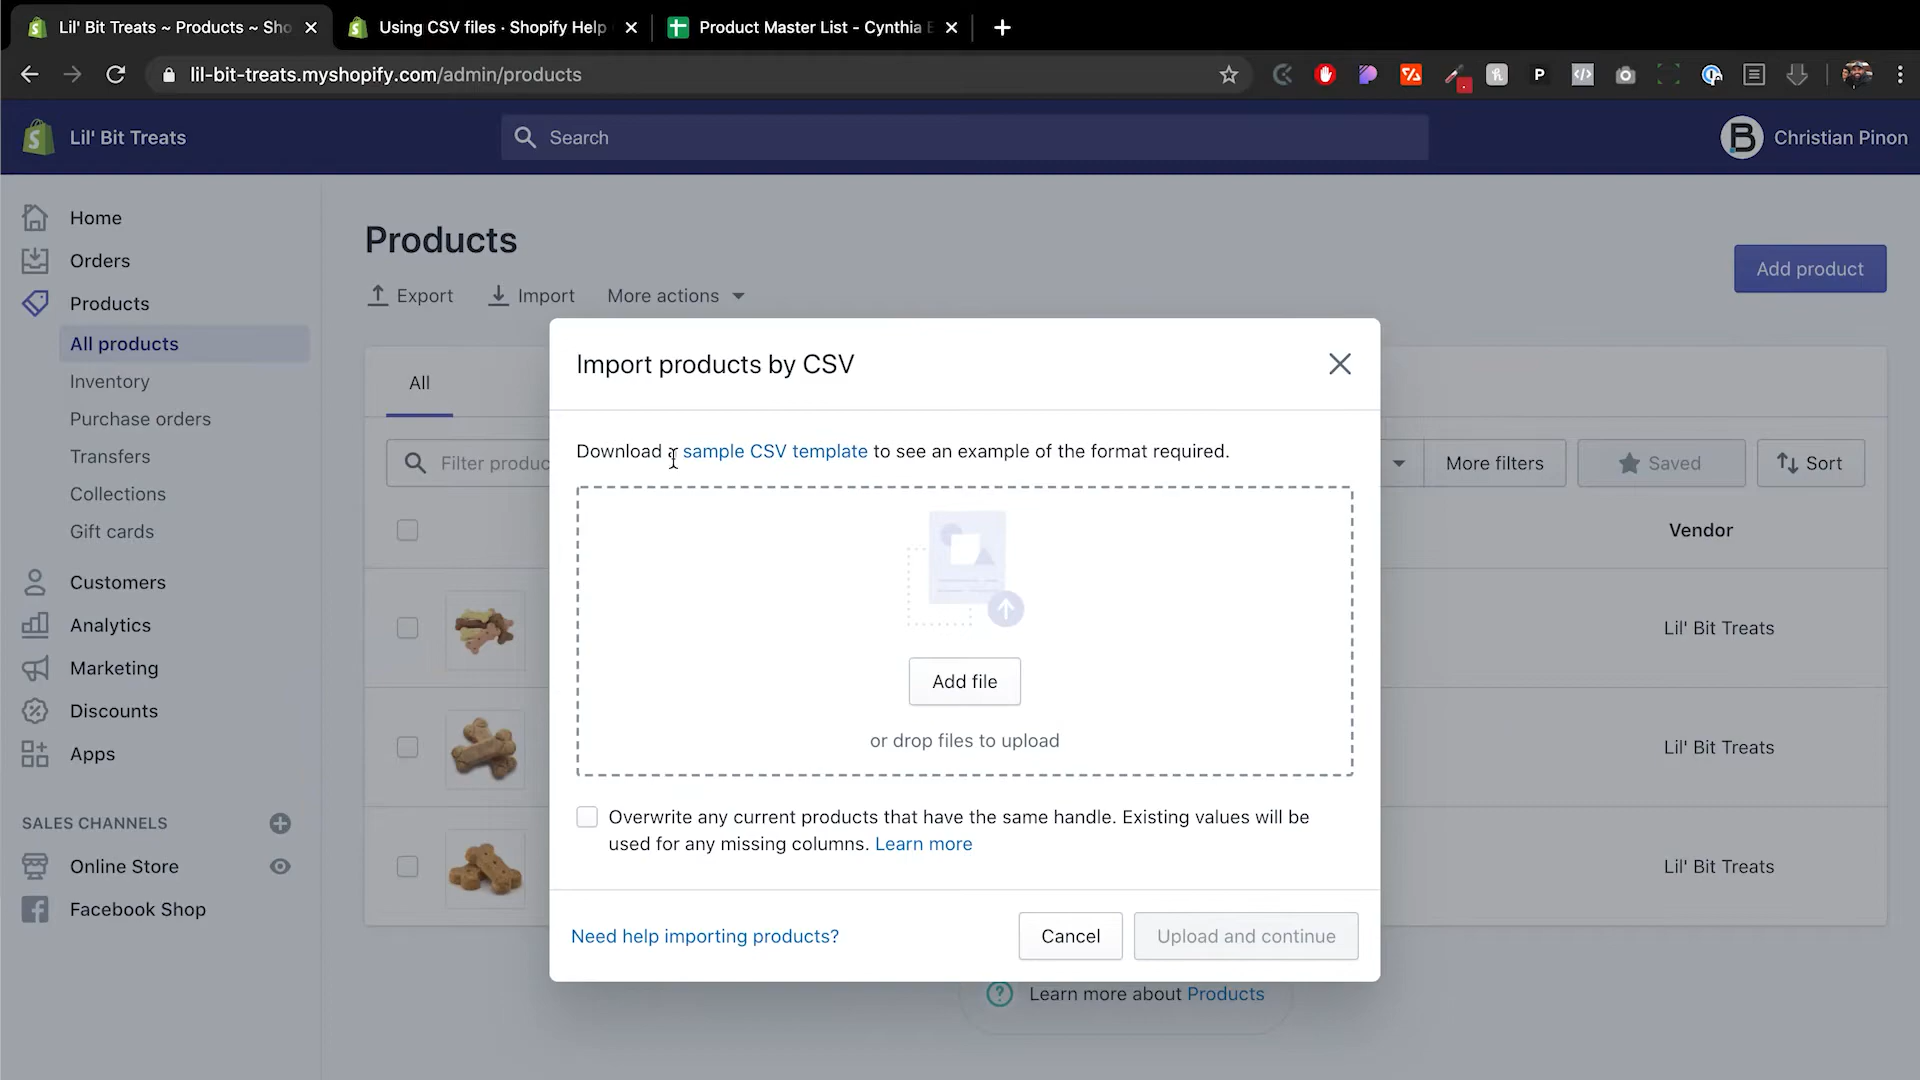 Lil' Bit Treats ~ Products ~ Sho
Using CSV files · Shopify Help
Product Master List - Cynthia
lil-bit-treats.myshopify.com/admin/products
Lil' Bit Treats
Search
Christian Pinon
Home
Orders
Products
All products
Inventory
Purchase orders
Transfers
Collections
Gift cards
Customers
Analytics
Marketing
Discounts
Apps
SALES CHANNELS
Online Store
Facebook Shop
Products
Export
Import
More actions
Add product
All
Filter produc
More filters
Saved
Sort
Vendor
Lil' Bit Treats
Lil' Bit Treats
Lil' Bit Treats
Import products by CSV
Download a sample CSV template to see an example of the format required.
Add file
or drop files to upload
Overwrite any current products that have the same handle. Existing values will be
used for any missing columns. Learn more
Need help importing products?
Cancel
Upload and continue
Learn more about Products